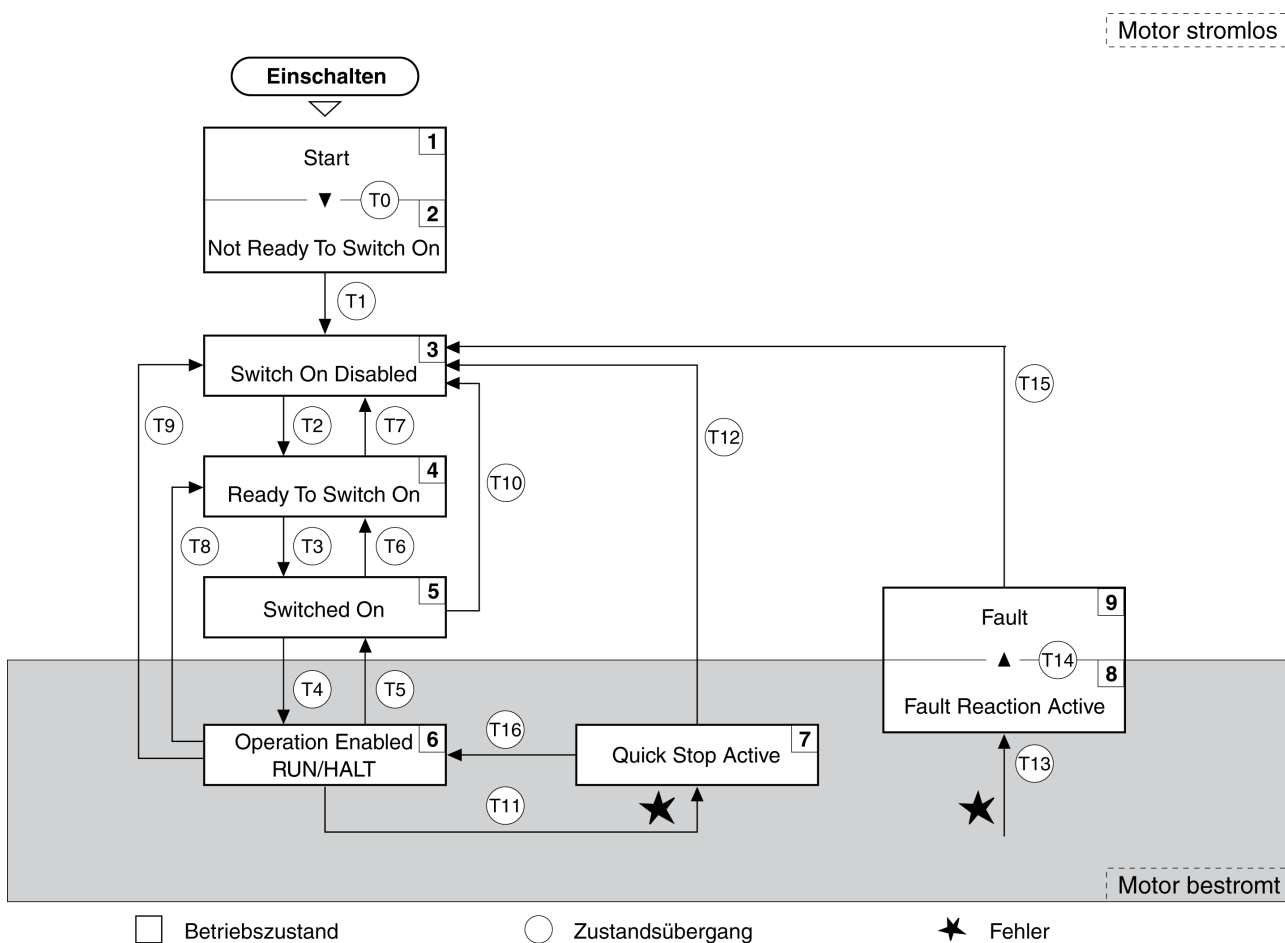 Motor stromlos
Einschalten
1
Start
T0
2
Not Ready To Switch On
T1
3
Switch On Disabled
T15
T9
T2
T7
T12
4
Ready To Switch On
T10
T8
T3
T6
5
Switched On
9
Fault
T14
8
Fault Reaction Active
T4
T5
6
Operation Enabled
RUN/HALT
T16
7
Quick Stop Active
T13
T11
Motor bestromt
Betriebszustand
Zustandsübergang
Fehler